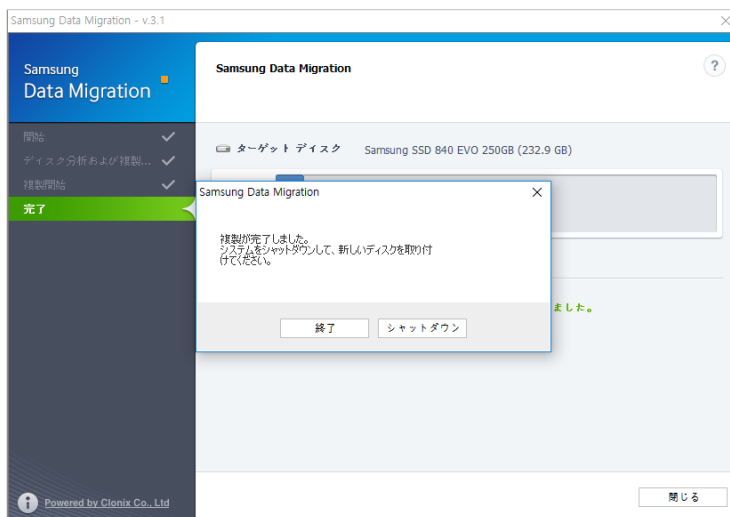 Samsung Data Migration - v.3.1
Samsung
Data Migration
Samsung Data Migration
?
開始
ディスク分析および複製...
複製開始
完了
ターゲット ディスク
Samsung SSD 840 EVO 250GB (232.9 GB)
Samsung Data Migration
複製が完了しました。
システムをシャットダウンして、新しいディスクを取り付
けてください。
終了
シャットダウン
ました。
Powered by Clonix Co., Ltd
閉じる